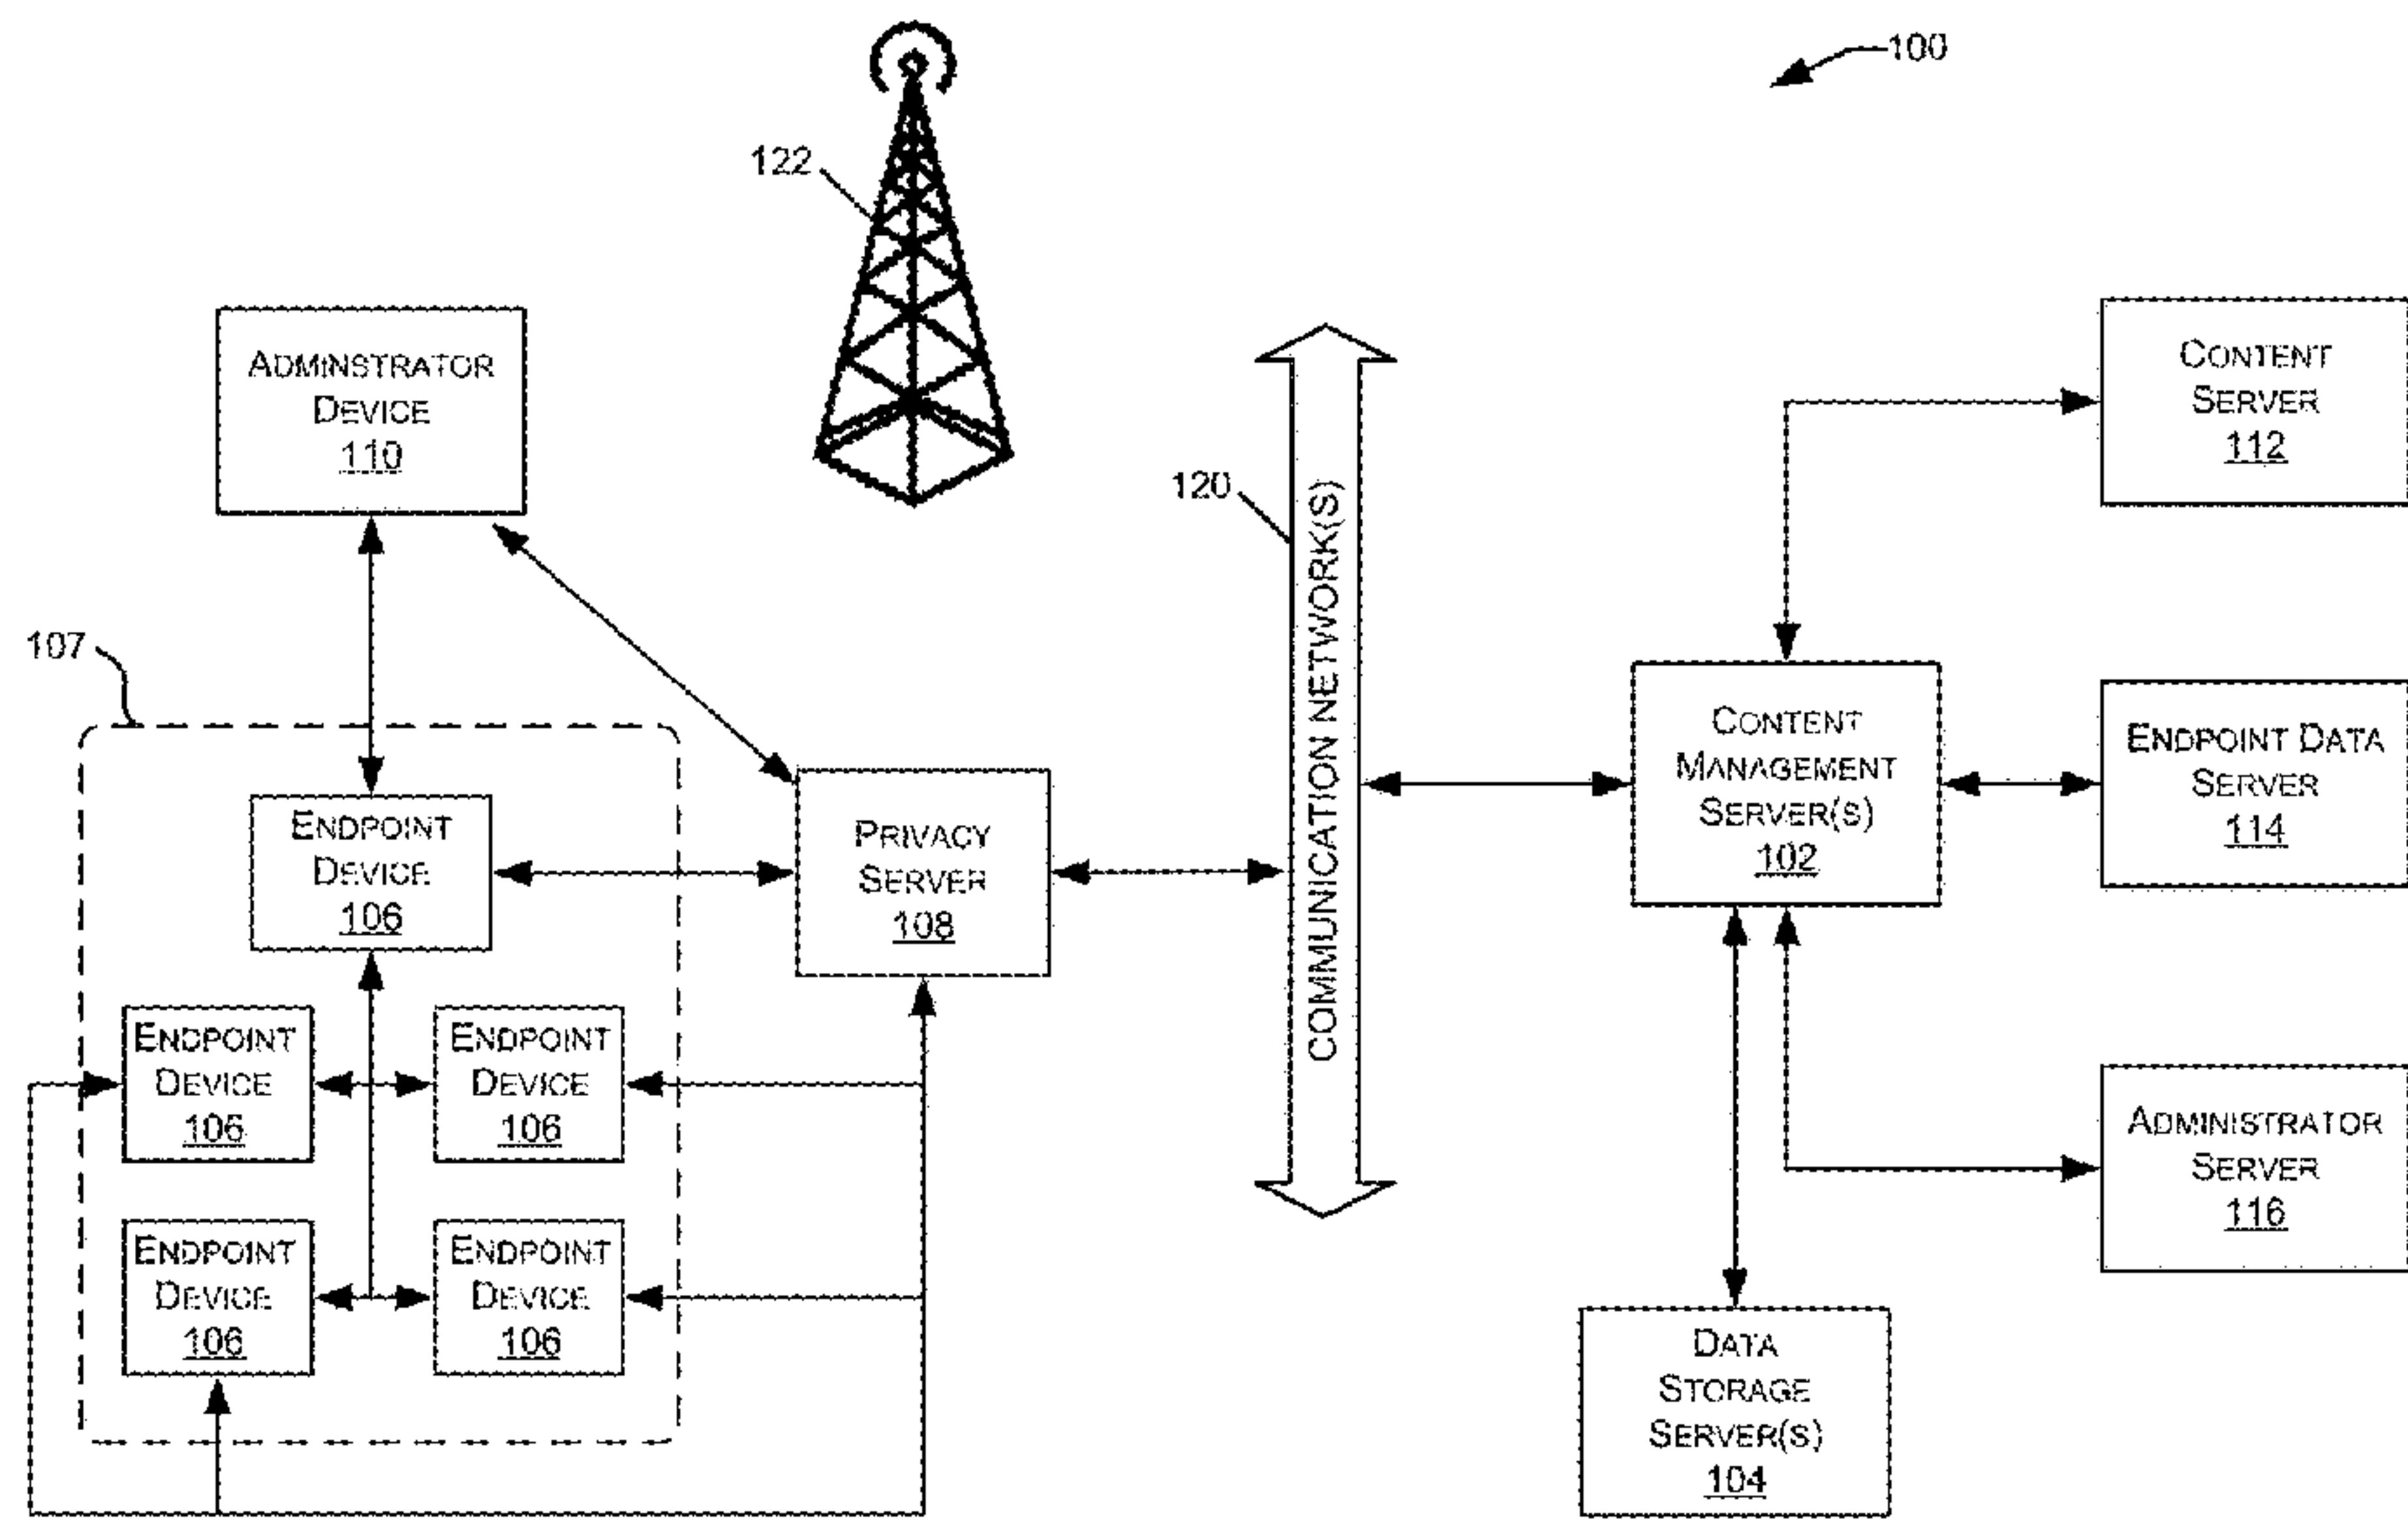 100
122
ADMINSTRATOR
DEVICE
110
CONTENT
SERVER
112
120
COMMUNICATION NETWORK(S)
107
CONTENT
MANAGEMENT
SERVER(S)
102
ENDPOINT DATA
SERVER
114
ENDPOINT
DEVICE
106
PRIVACY
SERVER
108
ENDPOINT
DEVICE
106
ENDPOINT
DEVICE
106
ADMINISTRATOR
SERVER
116
ENDPOINT
DEVICE
106
ENDPOINT
DEVICE
106
DATA
STORAGE
SERVER(S)
104